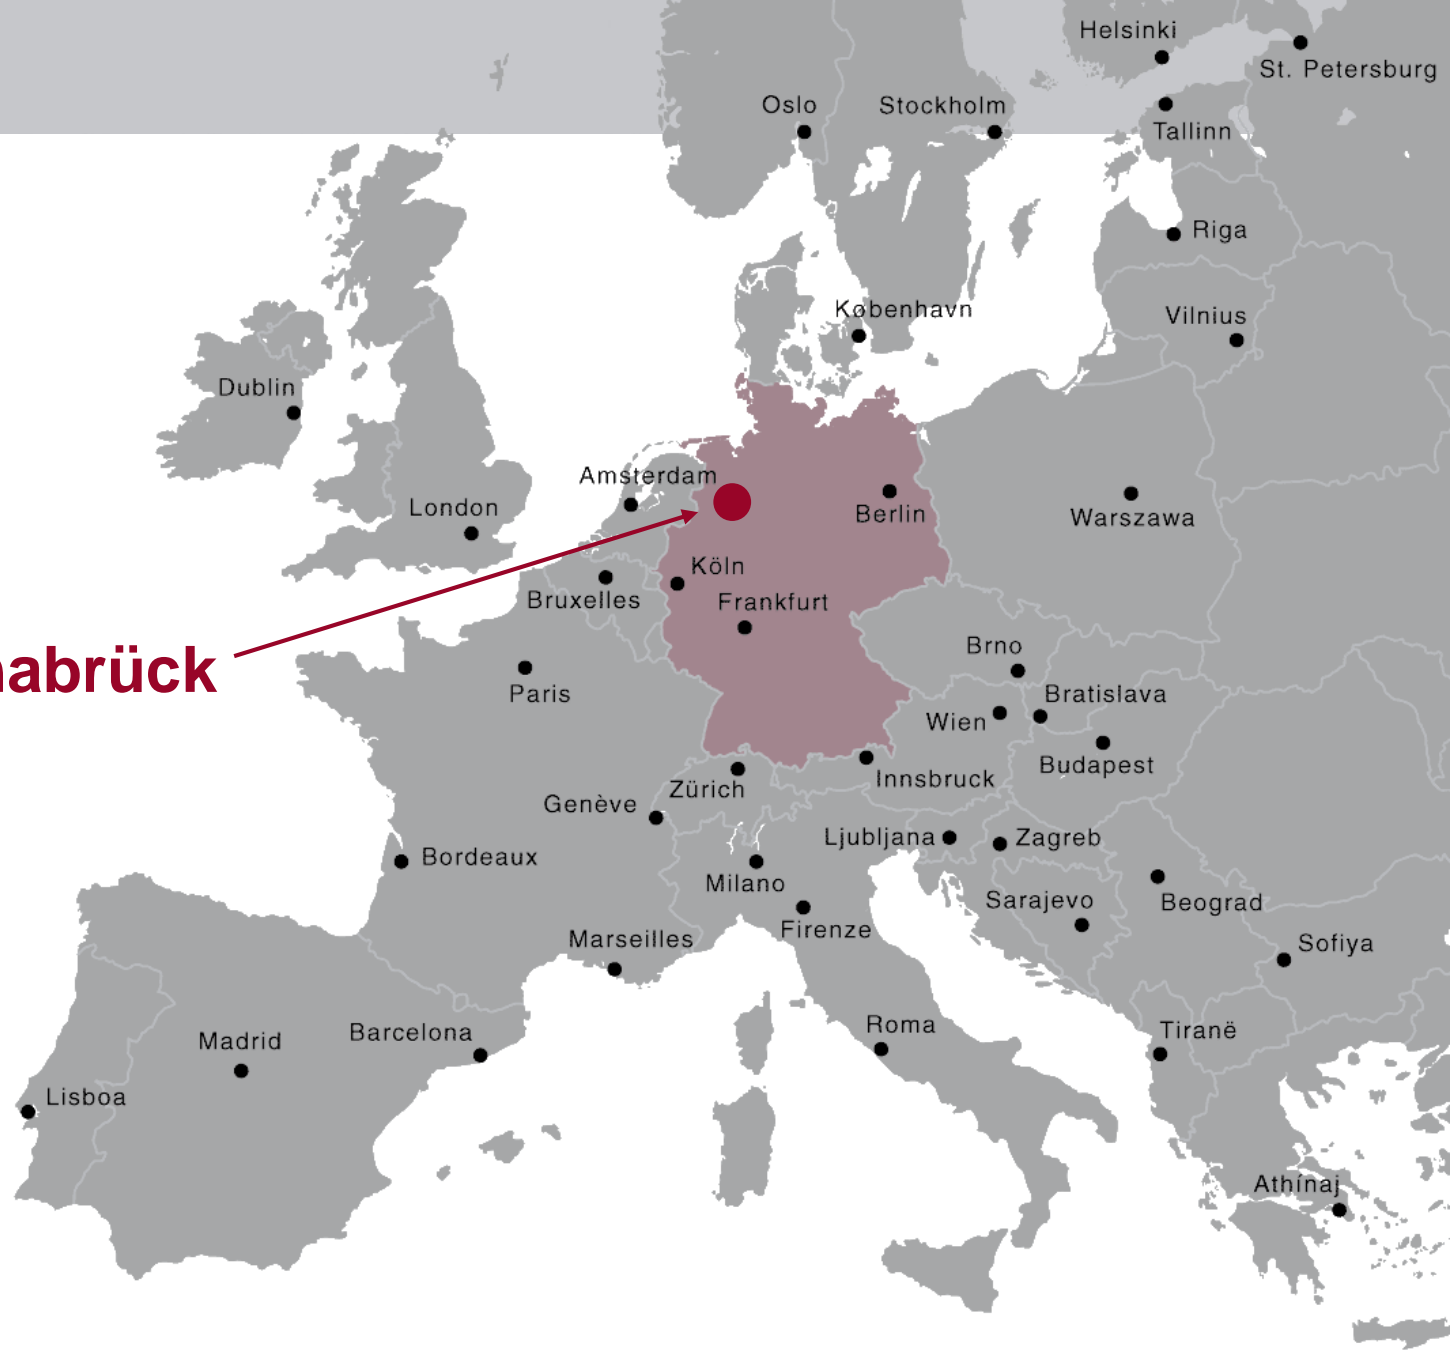 Helsinki
St. Petersburg
Oslo
Stockholm
Tallinn
Riga
København
Vilnius
Dublin
Amsterdam
London
Berlin
Warszawa
Köln
Bruxelles
Frankfurt
nabrück
Brno
Paris
Bratislava
Wien
Budapest
Innsbruck
Zürich
Genève
Ljubljana
Zagreb
Bordeaux
Milano
Sarajevo
Beograd
Firenze
Marseilles
Sofiya
Roma
Tiranë
Barcelona
Madrid
Lisboa
Athínaj